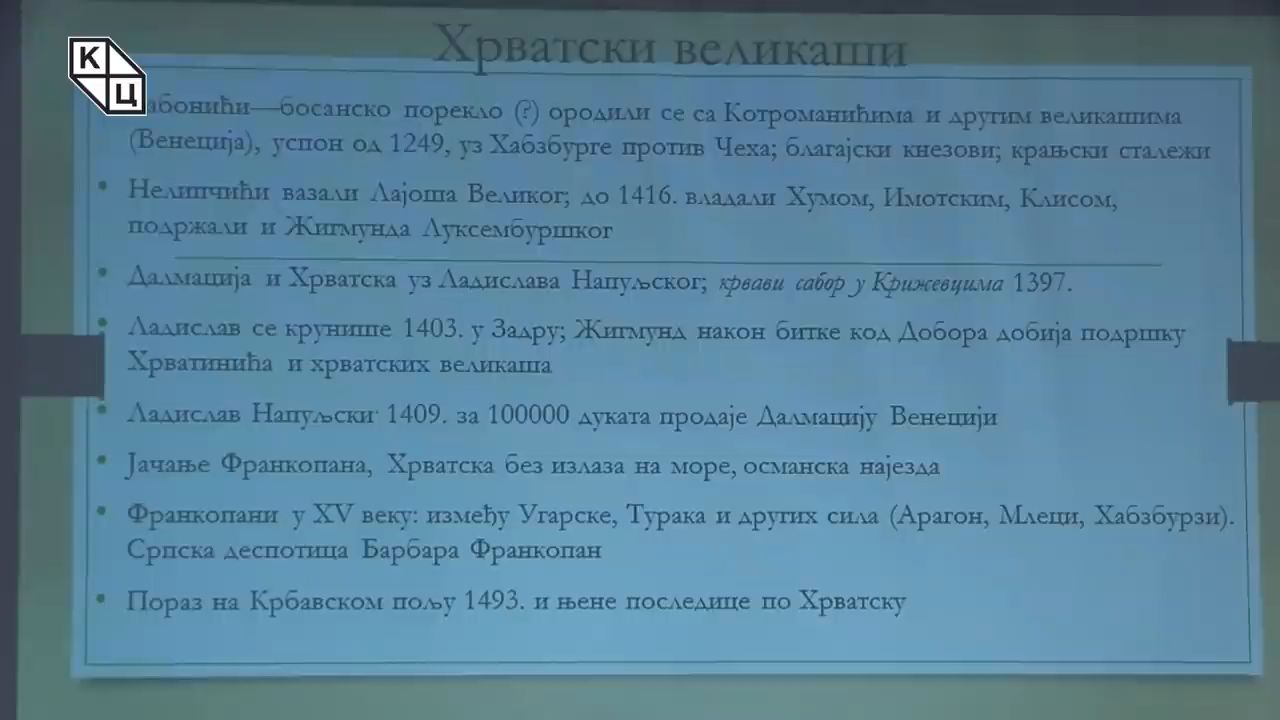 Хрватски великаши
К
Ц
абонићи—босанско порекло (?) ородили се са Котроманићима и другим великашима
(Венеција), успон од 1249, уз Хабзбурге против Чеха; благајски кнезови; крањски сталежи
Нелипчићи вазали Лајоша Великог; до 1416. владали Хумом, Имотским, Клисом,
подржали и Жигмунда Луксембуршког
Далмација и Хрватска уз Ладислава Напуљског; крвави сабор у Крижевцима 1397.
Ладислав се крунише 1403. у Задру; Жигмунд након битке код Добора добија подршку
Хрватинића и хрватских великаша
Ладислав Напуљски 1409. за 100000 дуката продаје Далмацију Венецији
Јачање Франкопана, Хрватска без излаза на море, османска најезда
Франкопани у XV веку: између Угарске, Турака и других сила (Арагон, Млеци, Хабзбурзи).
Српска деспотица Барбара Франкопан
Пораз на Крбавском пољу 1493. и њене последице по Хрватску